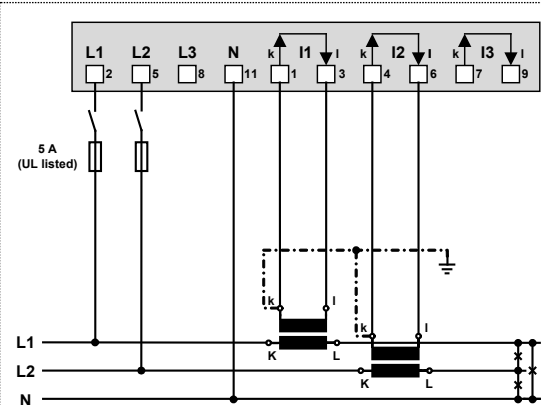 L1 L2 L3 N k I1 l k I2 l k I3 l
2 5 8 11 1 3 4 6 7 9
5 A
(UL listed)
k l
k l
L1
K L
L2
K L
N